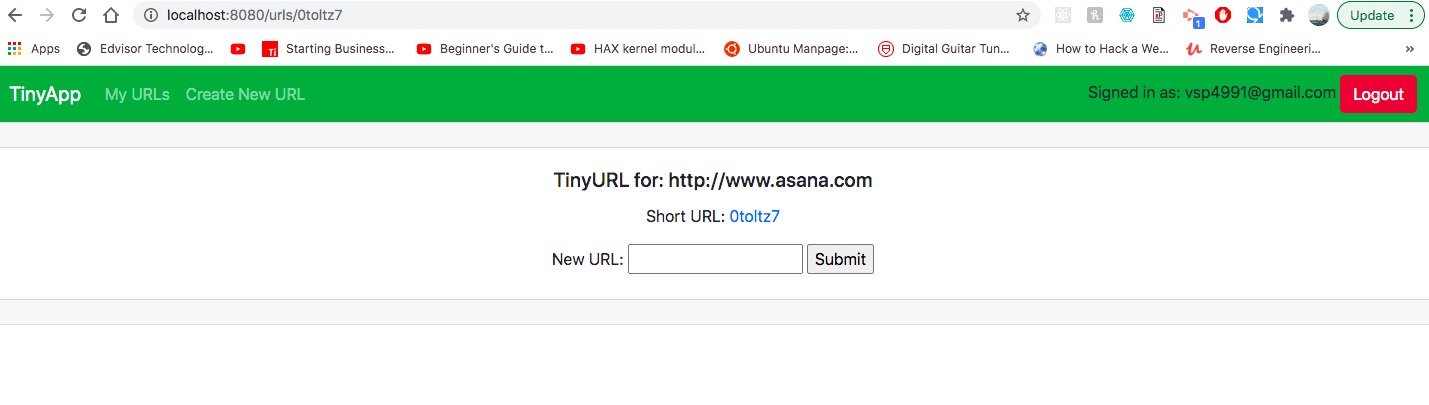 localhost:8080/urls/0toltz7
Update
1
Apps Edvisor Technolog... Starting Business... Beginner's Guide t... HAX kernel modul... Ubuntu Manpage:... Digital Guitar Tun... How to Hack a We... Reverse Engineeri... »
TinyApp My URLs Create New URL Signed in as: vsp4991@gmail.com Logout
TinyURL for: http://www.asana.com
Short URL: 0toltz7
New URL: Submit